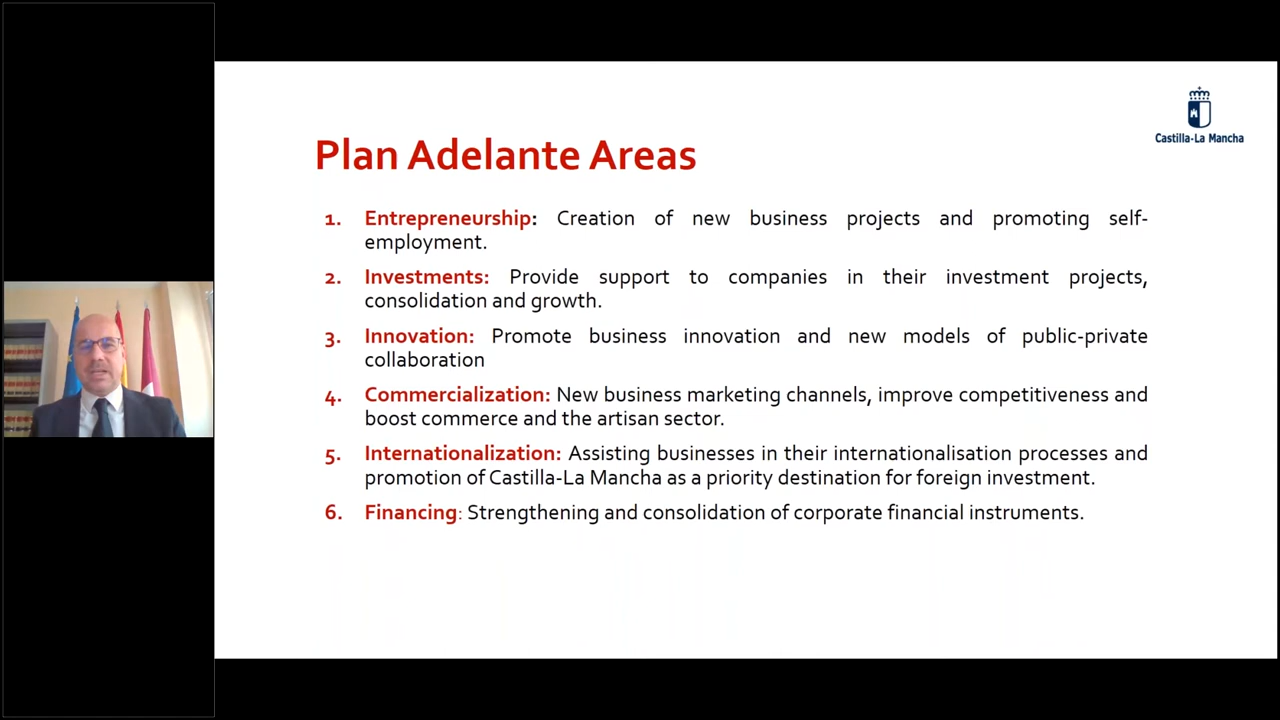 Castilla-La Mancha
Plan Adelante Areas
1. Entrepreneurship: Creation of new business projects and promoting self-
employment.
2. Investments: Provide support to companies in their investment projects,
consolidation and growth.
3. Innovation: Promote business innovation and new models of public-private
collaboration
4. Commercialization: New business marketing channels, improve competitiveness and
boost commerce and the artisan sector.
5. Internationalization: Assisting businesses in their internationalisation processes and
promotion of Castilla-La Mancha as a priority destination for foreign investment.
6. Financing: Strengthening and consolidation of corporate financial instruments.